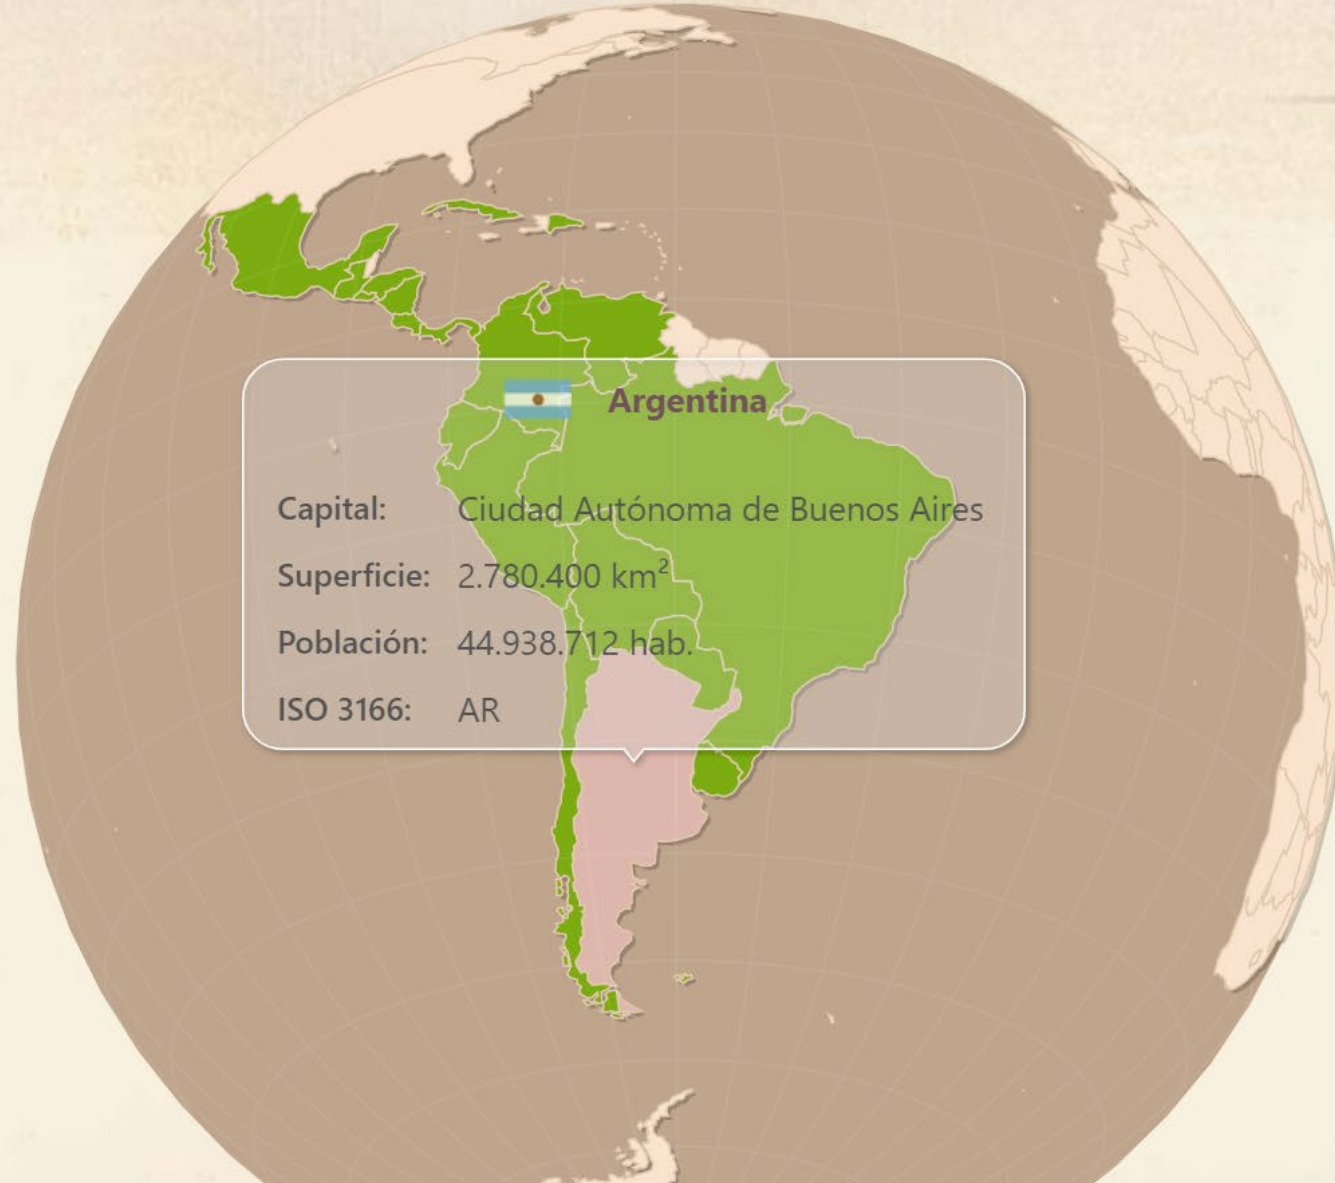 Argentina
Capital: Ciudad Autónoma de Buenos Aires
Superficie: 2.780.400 km²
Población: 44.938.712 hab.
ISO 3166: AR